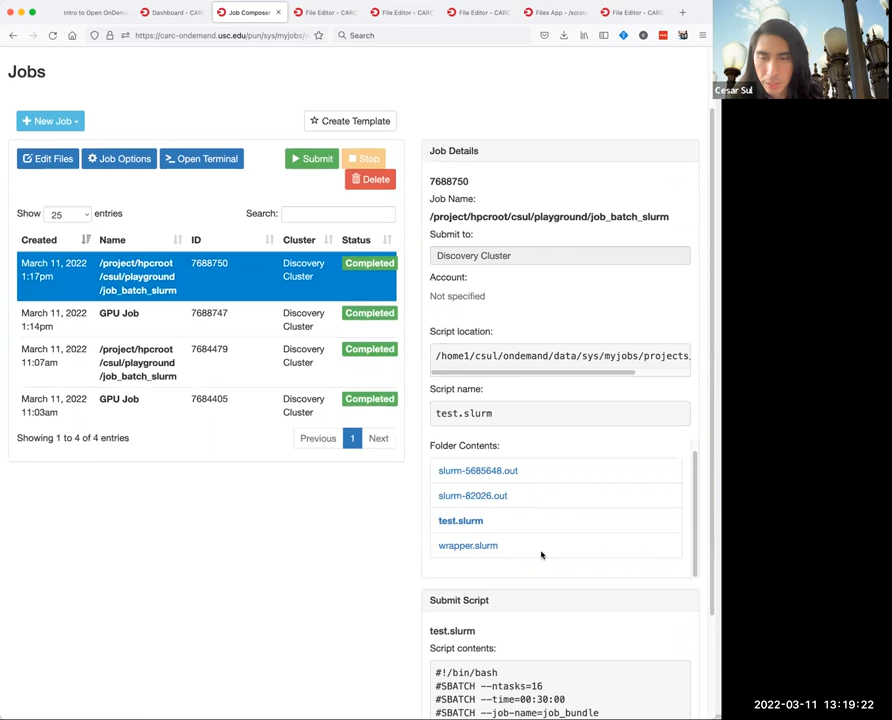 Intro to Open OnDema
Dashboard - CARC
Job Composer
File Editor - CARC
File Editor - CARC
File Editor - CARC
Files App - /scrat
File Editor - CARC
https://carc-ondemand.usc.edu/pun/sys/myjobs/
Search
Cesar Sul
Jobs
New Job
Create Template
Edit Files
Job Options
Open Terminal
Submit
Stop
Delete
Show 25 entries
Search:
Created Name ID Cluster Status
March 11, 2022 /project/hpcroot 7688750 Discovery Completed
1:17pm /csul/playground Cluster
/job_batch_slurm
March 11, 2022 GPU Job 7688747 Discovery Completed
1:14pm Cluster
March 11, 2022 /project/hpcroot 7684479 Discovery Completed
11:07am /csul/playground Cluster
/job_batch_slurm
March 11, 2022 GPU Job 7684405 Discovery Completed
11:03am Cluster
Showing 1 to 4 of 4 entries
Previous 1 Next
Job Details
7688750
Job Name:
/project/hpcroot/csul/playground/job_batch_slurm
Submit to:
Discovery Cluster
Account:
Not specified
Script location:
/home1/csul/ondemand/data/sys/myjobs/projects
Script name:
test.slurm
Folder Contents:
slurm-5685648.out
slurm-82026.out
test.slurm
wrapper.slurm
Submit Script
test.slurm
Script contents:
#!/bin/bash
#SBATCH --ntasks=16
#SBATCH --time=00:30:00
#SBATCH --job-name=job_bundle
2022-03-11 13:19:22